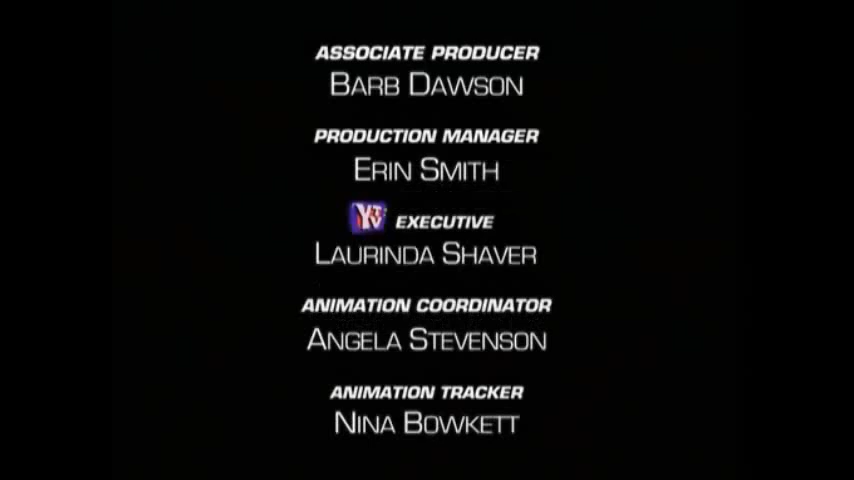 ASSOCIATE PRODUCER
BARB DAWSON
PRODUCTION MANAGER
ERIN SMITH
YTV EXECUTIVE
LAURINDA SHAVER
ANIMATION COORDINATOR
ANGELA STEVENSON
ANIMATION TRACKER
NINA BOWKETT